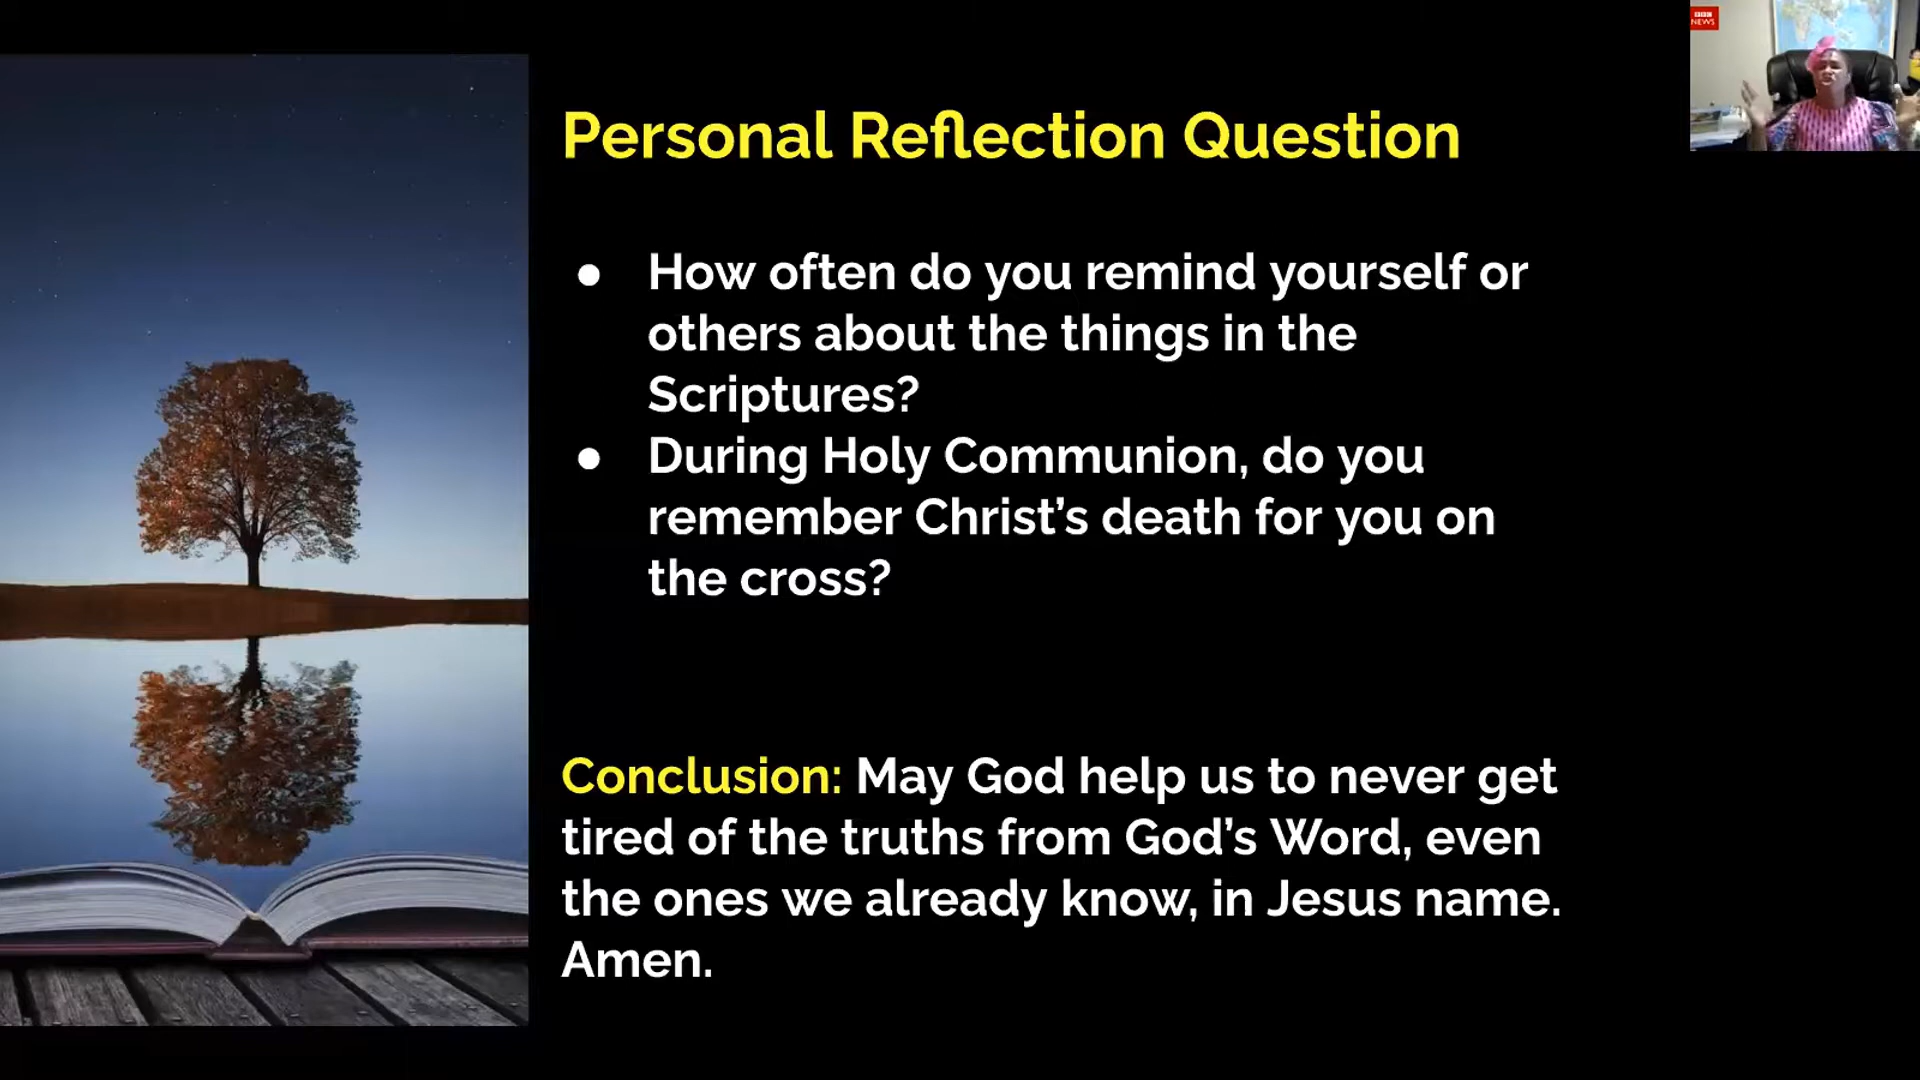 BBC
NEWS
Personal Reflection Question
● How often do you remind yourself or
others about the things in the
Scriptures?
● During Holy Communion, do you
remember Christ’s death for you on
the cross?
Conclusion: May God help us to never get
tired of the truths from God’s Word, even
the ones we already know, in Jesus name.
Amen.